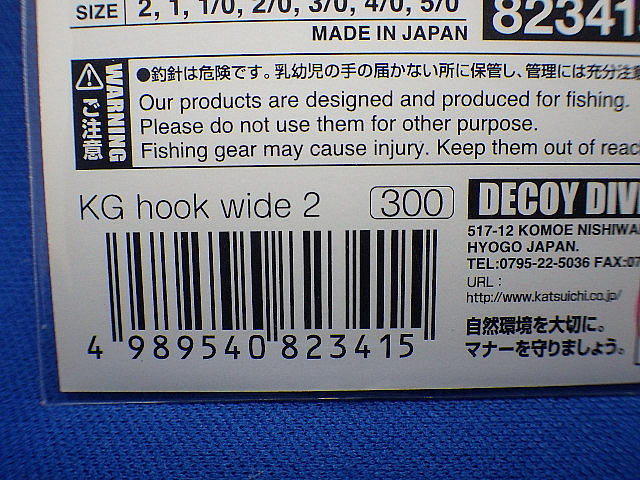 SIZE 2, 1, 1/0, 2/0, 3/0, 4/0, 5/0
82341
MADE IN JAPAN
WARNING
ご注意
●釣針は危険です。乳幼児の手の届かない所に保管し、管理には充分注意
Our products are designed and produced for fishing.
Please do not use them for other purpose.
Fishing gear may cause injury. Keep them out of reac
KG hook wide 2 300
DECOY DIV
517-12 KOMOE NISHIWA
HYOGO JAPAN.
TEL:0795-22-5036 FAX:07
URL:
http://www.katsuichi.co.jp/
自然環境を大切に。
マナーを守りましょう。
4 989540 823415